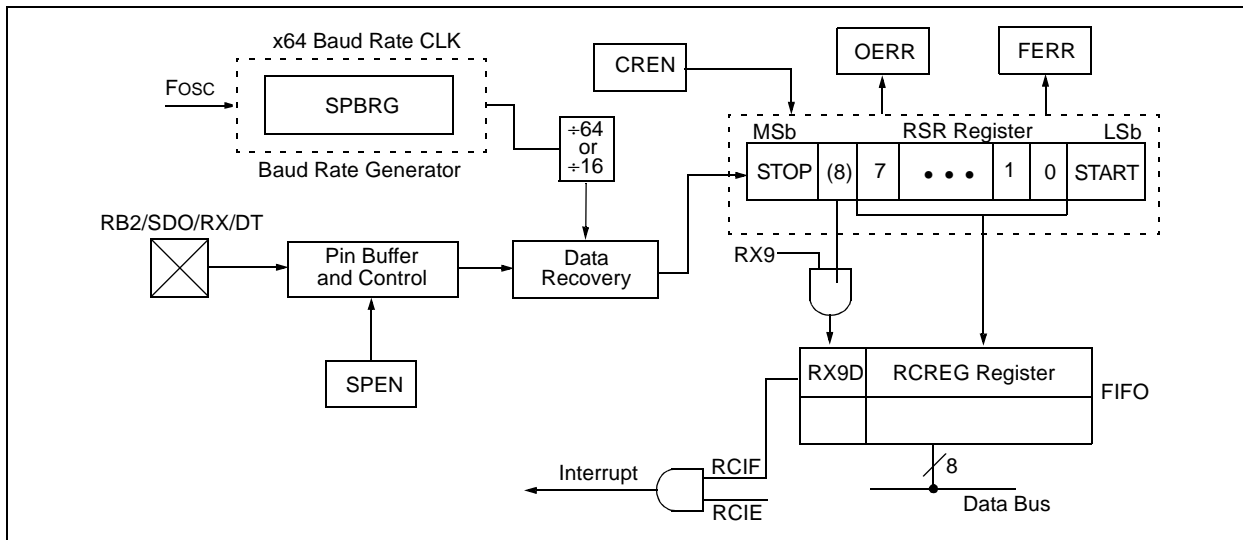 x64 Baud Rate CLK
FOSC
SPBRG
Baud Rate Generator
÷64
or
÷16
CREN
OERR
FERR
MSb
RSR Register
LSb
STOP
(8)
7
• • •
1
0
START
RB2/SDO/RX/DT
Pin Buffer
and Control
Data
Recovery
SPEN
RX9
RX9D
RCREG Register
FIFO
Interrupt
RCIF
RCIE
8
Data Bus